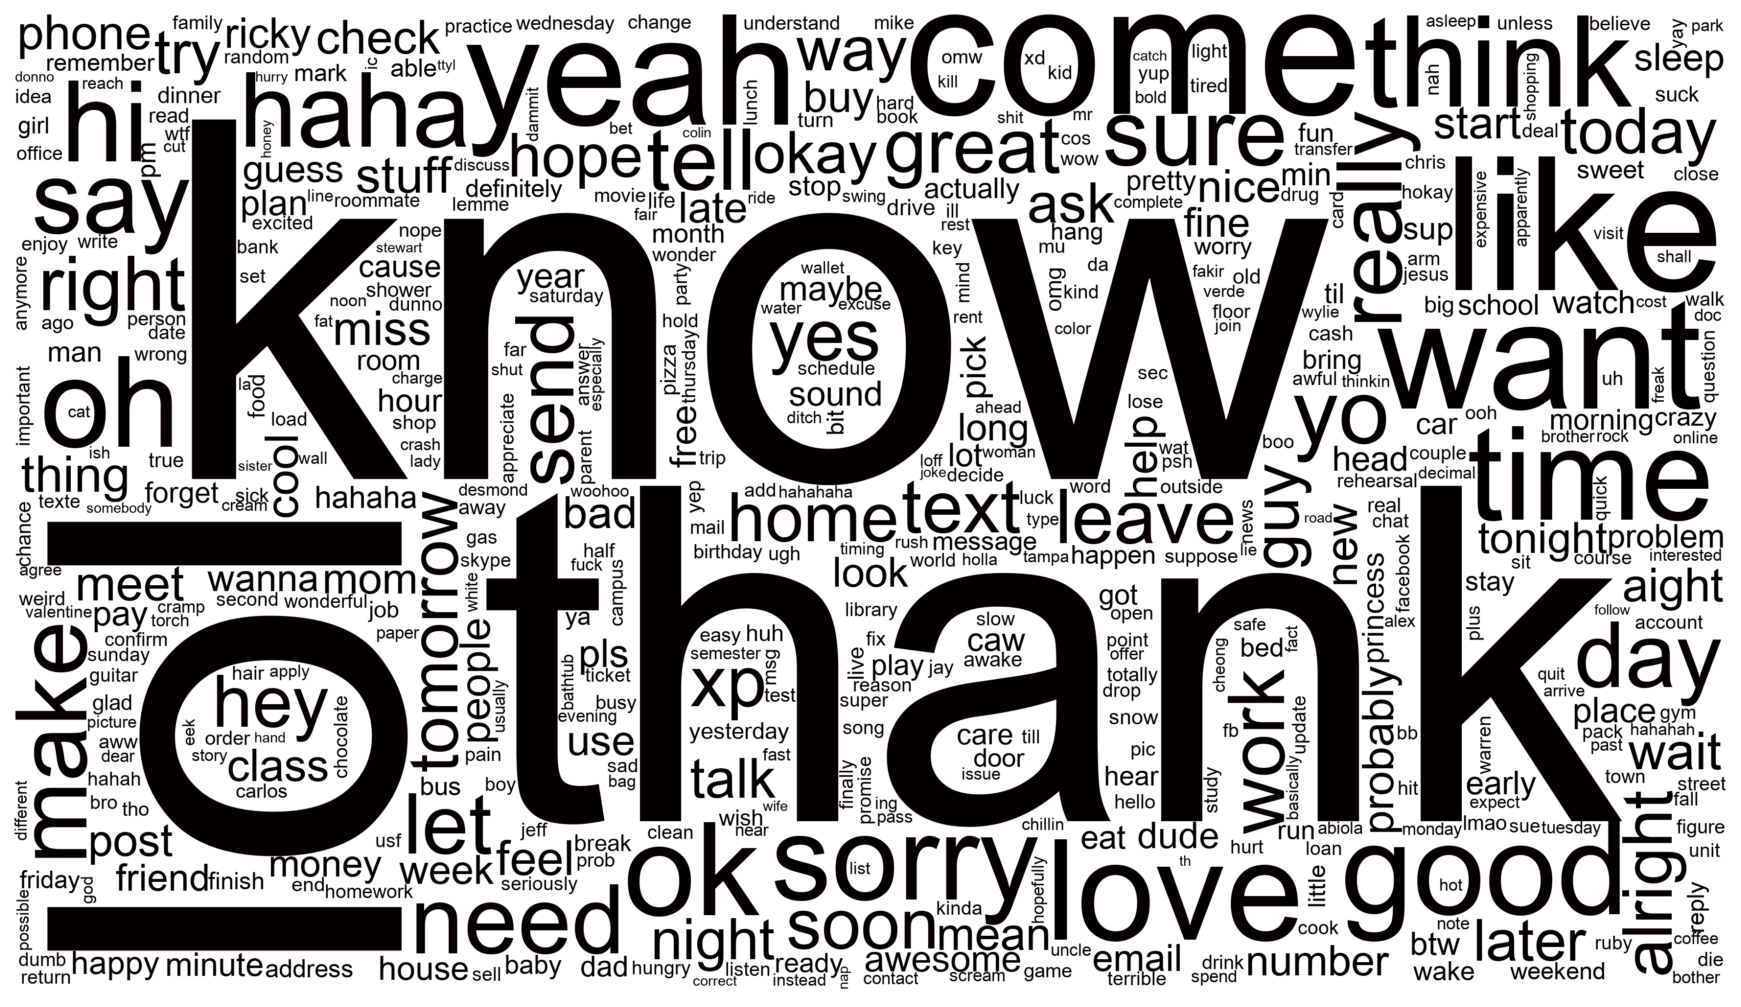 phone try ricky check family random practice wednesday change yeah understand mike way come omw kill xd kid catch yup bold light tired think asleep unless believe yay park sleep
remember donno reach hurry mark ic able ttyl dammit lunch buy hard book nah shopping suck
idea hi dinner haha honey bet colin turn shit mr start deal today
girl read wtf cut pm office guess stuff discuss hope tell okay great cos wow sure fun transfer really chris sweet close
say line roommate definitely lemme movie life fair late ride stop swing actually drive ill rest ask pretty complete nice min drug card hokay like expensive apparently visit shall
plan excited know nope stewart month wonder key hang mu fine worry sup arm jesus
enjoy write bank set cause shower dunno year saturday party wallet maybe water excuse mind omg da kind fakir verde old floor join til wylie big school watch cost walk doc
anymore right ago person date noon fat miss hold yes schedule rent color cash want
man wrong room charge send far shut answer especially pizza thursday sound ditch bit pick sec bring awful thinkin uh freak question
important oh cat lad food load hour shop crash lady appreciate parent free trip ahead long woman lose help wat psh boo yo car ooh morning crazy
thing ish true sister cool wall sick cream loff joke lot decide guy head couple rehearsal decimal brother rock online time quick
texte somebody forget hahaha desmond away woohoo bad yep add hahahaha home text luck type word outside leave news lie road real chat
chance lol tomorrow thank gas skype half fuck mail birthday ugh timing rush message world holla tampa happen suppose new tonight problem sit course interested
agree meet wanna mom white ya campus look got open princess facebook stay aight
weird valentine pay cramp torch second wonderful job paper library fix slow caw awake point offer safe bed fact alex plus follow account
confirm sunday make guitar hair apply hey people usually pls ticket bathtub easy huh semester msg xp test live play jay reason super totally drop cheong work probably quit arrive day
glad picture eek order hand chocolate busy evening use yesterday song care till door issue snow pic fb update bb warren place gym
aww dear story class carlos pain sad bag talk fast finally promise hear hello study basically hit early expect pack past hahahah wait
hahah bro tho different bus boy wish wife ing pass town street fall
post usf let jeff break prob clean near chillin eat dude hurt run abiola loan monday lmao sue tuesday alright figure unit
friday god friend finish money end homework week feel seriously ok sorry list hopefully love th little good hot
possible need night soon kinda mean uncle cook note btw later ruby reply coffee
dumb return happy minute address house sell baby dad hungry listen correct ready instead nap awesome contact scream game email terrible drink spend number wake weekend die bother